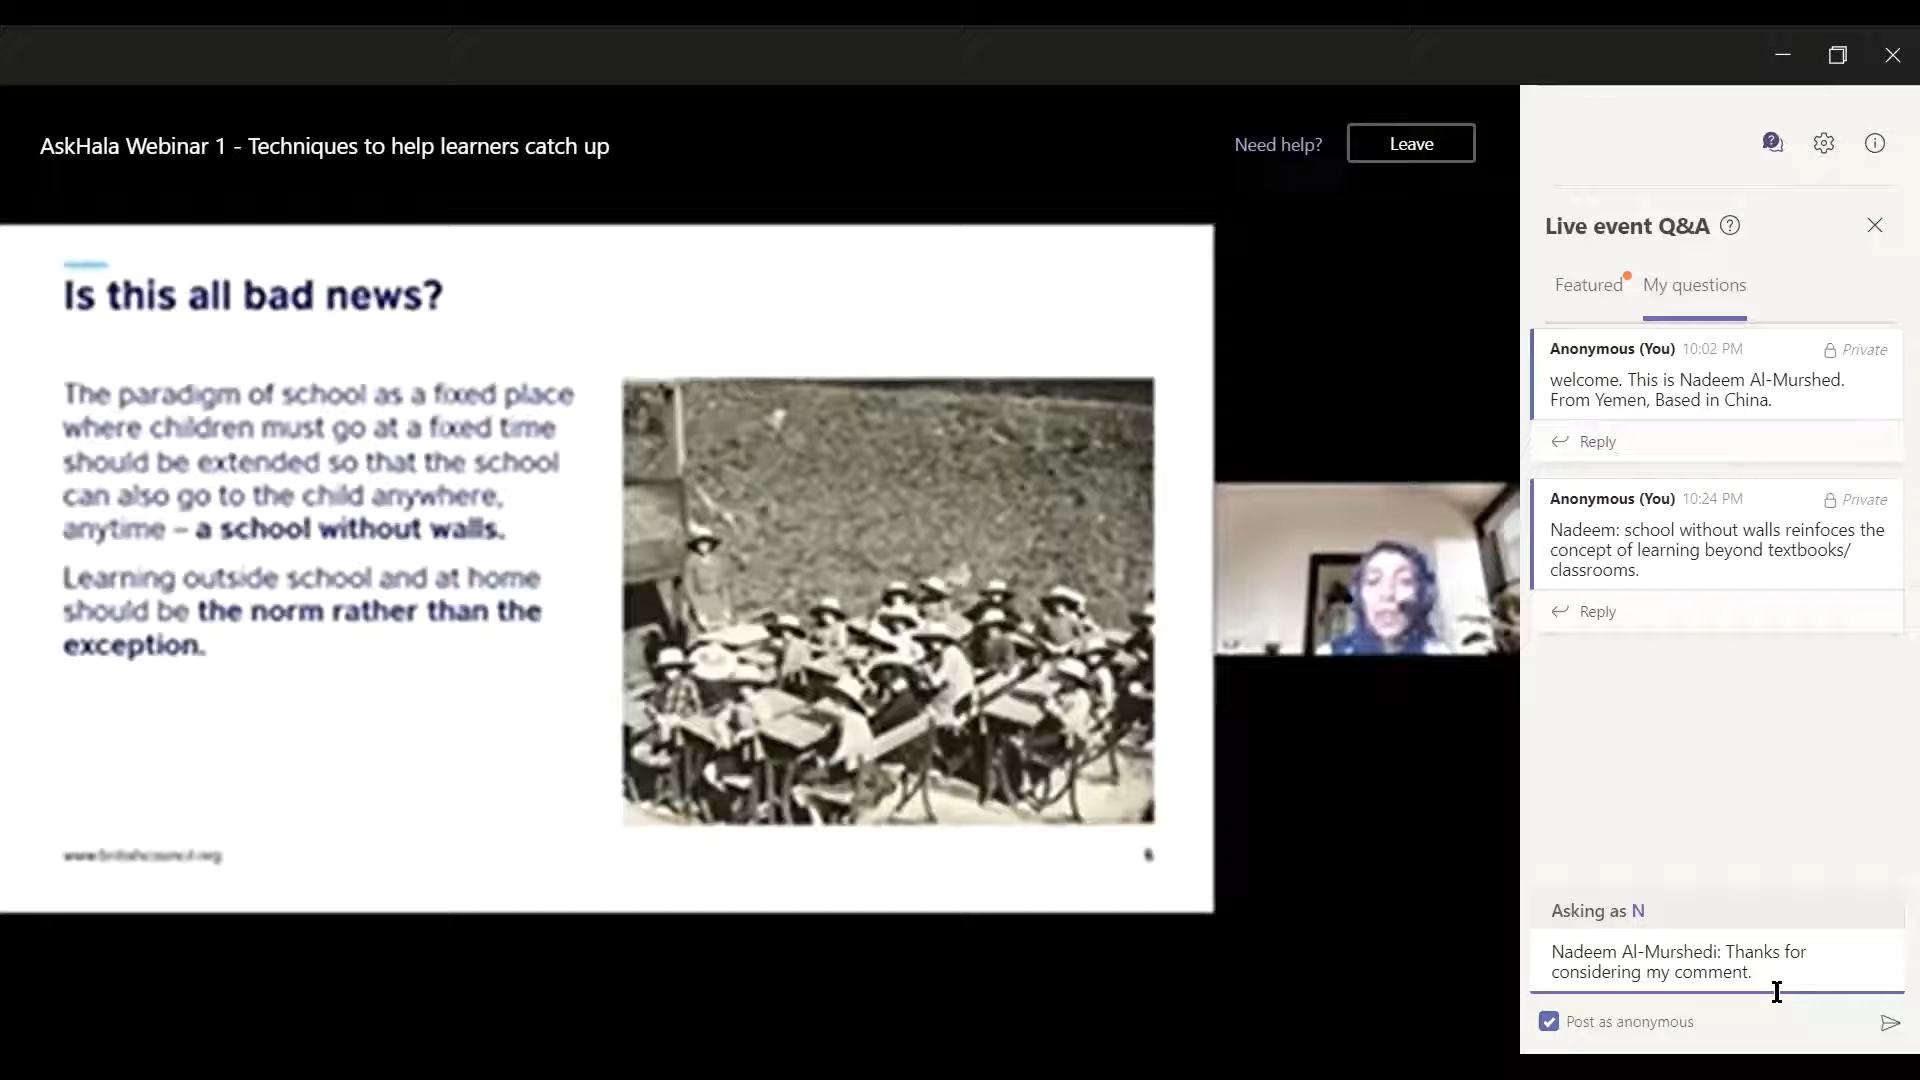 AskHala Webinar 1 - Techniques to help learners catch up
Need help?
Leave
Is this all bad news?
The paradigm of school as a fixed place
where children must go at a fixed time
should be extended so that the school
can also go to the child anywhere,
anytime – a school without walls.
Learning outside school and at home
should be the norm rather than the
exception.
www.britishcouncil.org
6
Live event Q&A
Featured
My questions
Anonymous (You) 10:02 PM
Private
welcome. This is Nadeem Al-Murshed.
From Yemen, Based in China.
Reply
Anonymous (You) 10:24 PM
Private
Nadeem: school without walls reinfoces the
concept of learning beyond textbooks/
classrooms.
Reply
Asking as N
Nadeem Al-Murshedi: Thanks for
considering my comment.
Post as anonymous